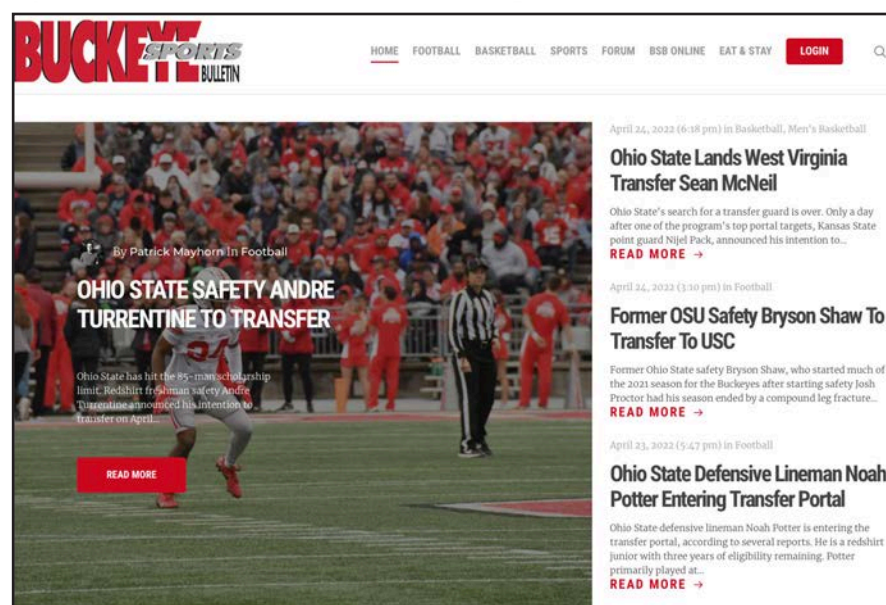 BUCKEYE
SPORTS
BULLETIN
HOME FOOTBALL BASKETBALL SPORTS FORUM BSB ONLINE EAT & STAY LOGIN
By Patrick Mayhorn In Football
OHIO STATE SAFETY ANDRE
TURRENTINE TO TRANSFER
Ohio State has hit the 85-man scholarship
limit. Redshirt freshman safety Andre
Turrentine announced his intention to
transfer on April...
READ MORE
April 24, 2022 (6:18 pm) in Basketball, Men's Basketball
Ohio State Lands West Virginia
Transfer Sean McNeil
Ohio State's search for a transfer guard is over. Only a day
after one of the program's top portal targets, Kansas State
point guard Nijel Pack, announced his intention to...
READ MORE →
April 24, 2022 (3:10 pm) in Football
Former OSU Safety Bryson Shaw To
Transfer To USC
Former Ohio State safety Bryson Shaw, who started much of
the 2021 season for the Buckeyes after starting safety Josh
Proctor had his season ended by a compound leg fracture...
READ MORE →
April 23, 2022 (5:47 pm) in Football
Ohio State Defensive Lineman Noah
Potter Entering Transfer Portal
Ohio State defensive lineman Noah Potter is entering the
transfer portal, according to several reports. He is a redshirt
junior with three years of eligibility remaining. Potter
primarily played at...
READ MORE →